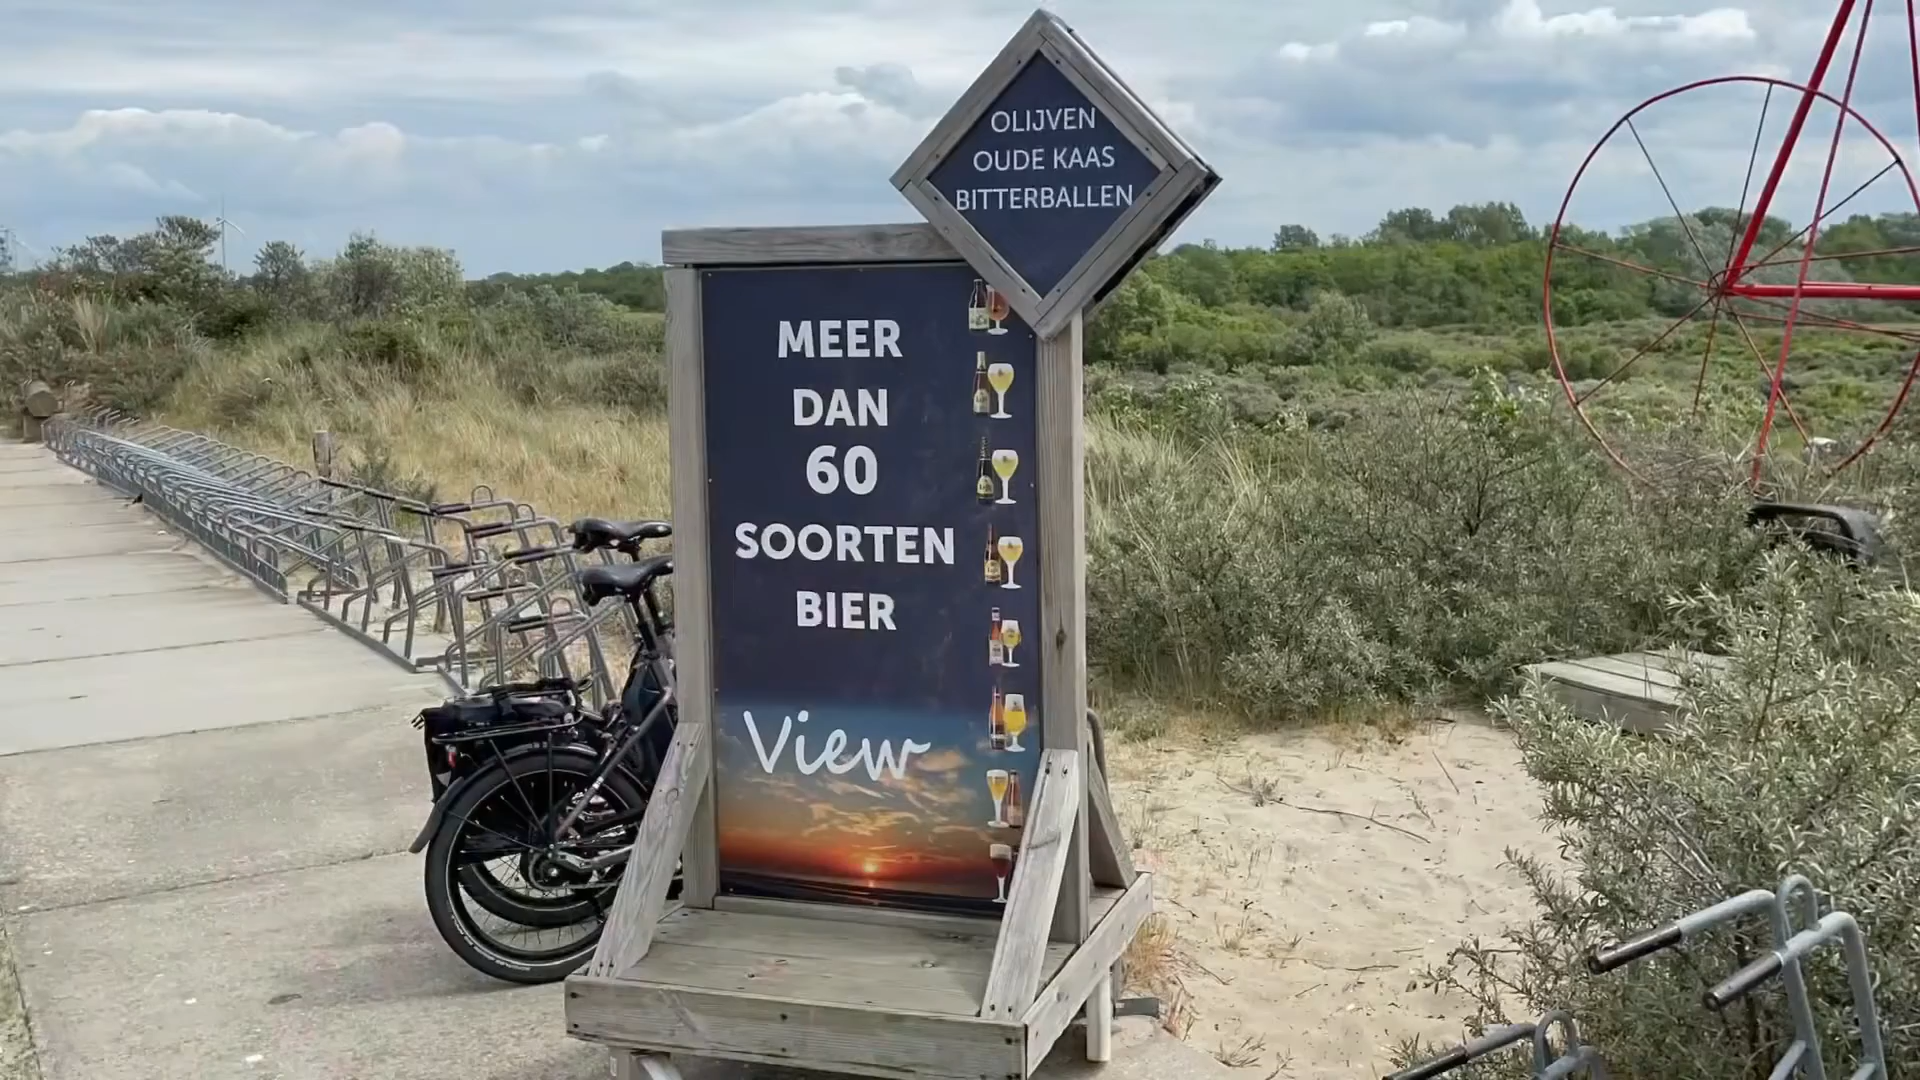 OLIJVEN
OUDE KAAS
BITTERBALLEN
MEER
DAN
60
SOORTEN
BIER
View